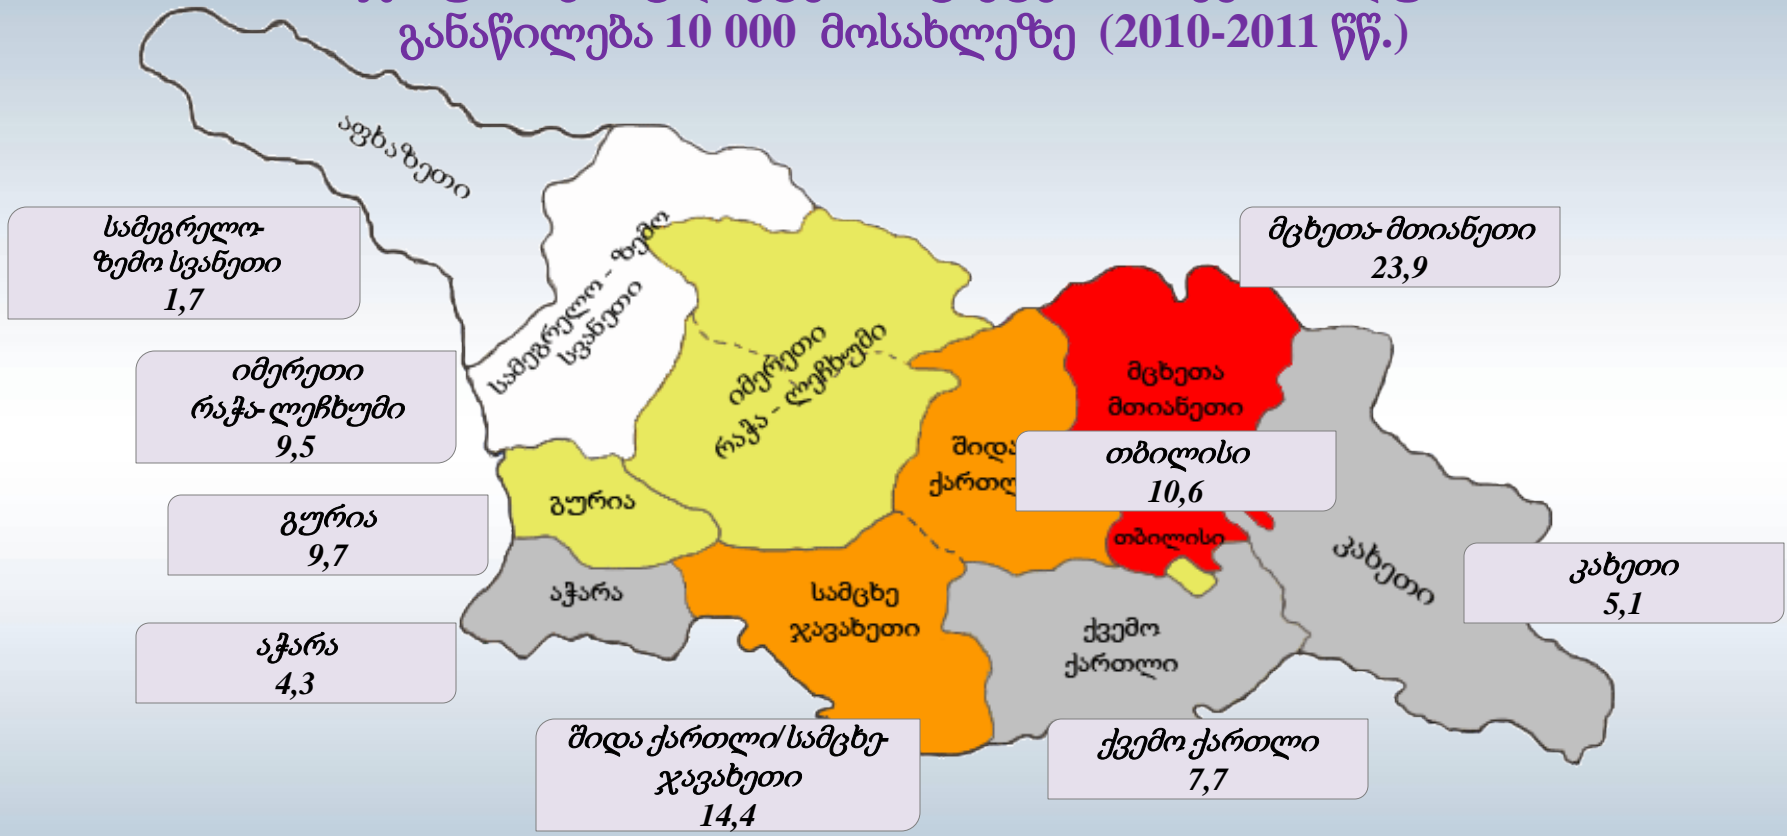 განაწილება 10 000 მოსახლეზე (2010-2011 წწ.)
აფხაზეთი
სამეგრელო-
ზემო სვანეთი
1,7
მცხეთა-მთიანეთი
23,9
სამეგრელო - ზემო
სვანეთი
იმერეთი
რაჭა-ლეჩხუმი
9,5
იმერეთი
რაჭა - ლეჩხუმი
მცხეთა
მთიანეთი
შიდა
ქართლ
თბილისი
10,6
გურია
9,7
გურია
თბილისი
კახეთი
კახეთი
5,1
აჭარა
სამცხე
ჯავახეთი
ქვემო
ქართლი
აჭარა
4,3
შიდა ქართლი/სამცხე-
ჯავახეთი
14,4
ქვემო ქართლი
7,7